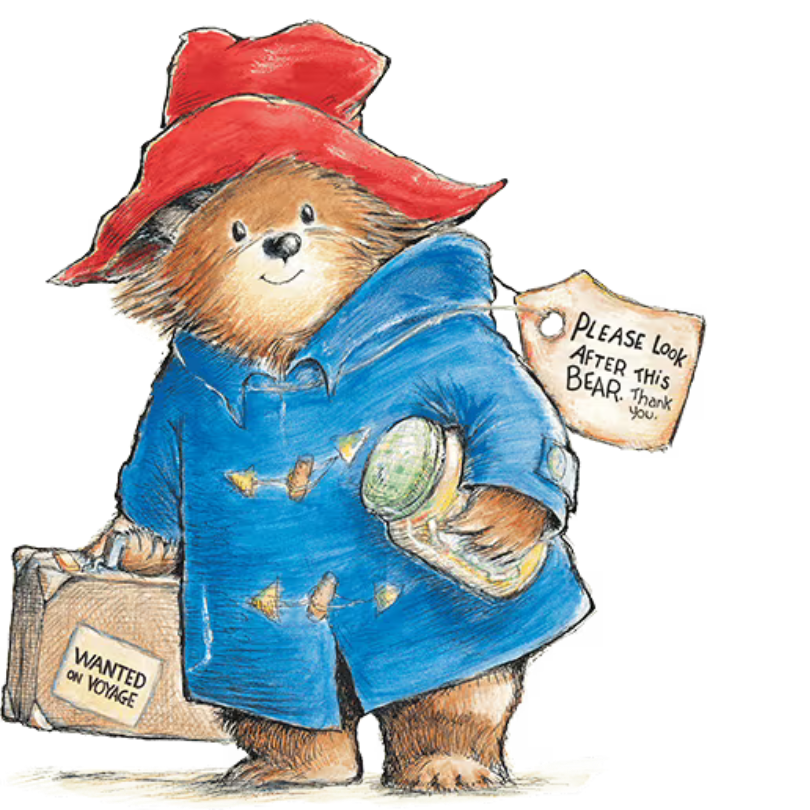 PLEASE Look
AFTER THis
BEAR. Thank
you.
WANTED
ON VOYAGE